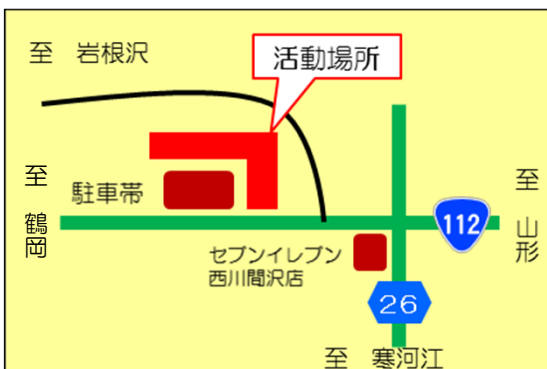 至 岩根沢
活動場所
至 鶴岡
駐車帯
至 山形
112
セブンイレブン
西川間沢店
26
至 寒河江